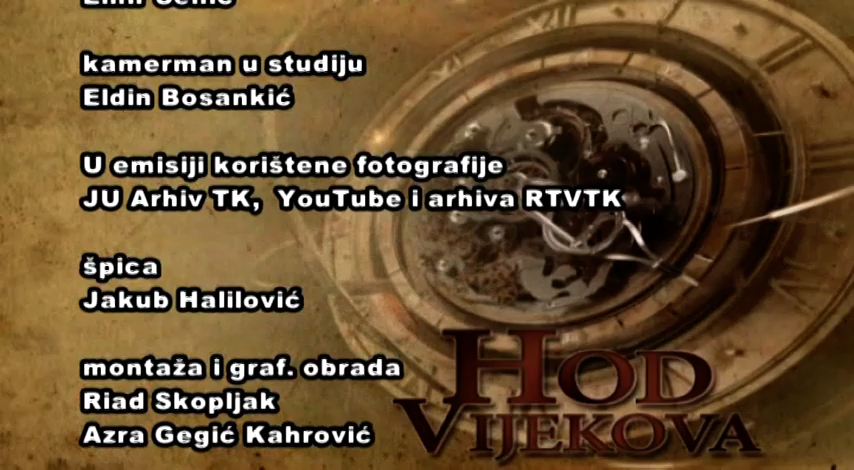 kamerman u studiju
Eldin Bosankić
U emisiji korištene fotografije
JU Arhiv TK, YouTube i arhiva RTVTK
špica
Jakub Halilović
montaža i graf. obrada
Riad Skopljak
Azra Gegić Kahrović
HOD
VIJEKOVA